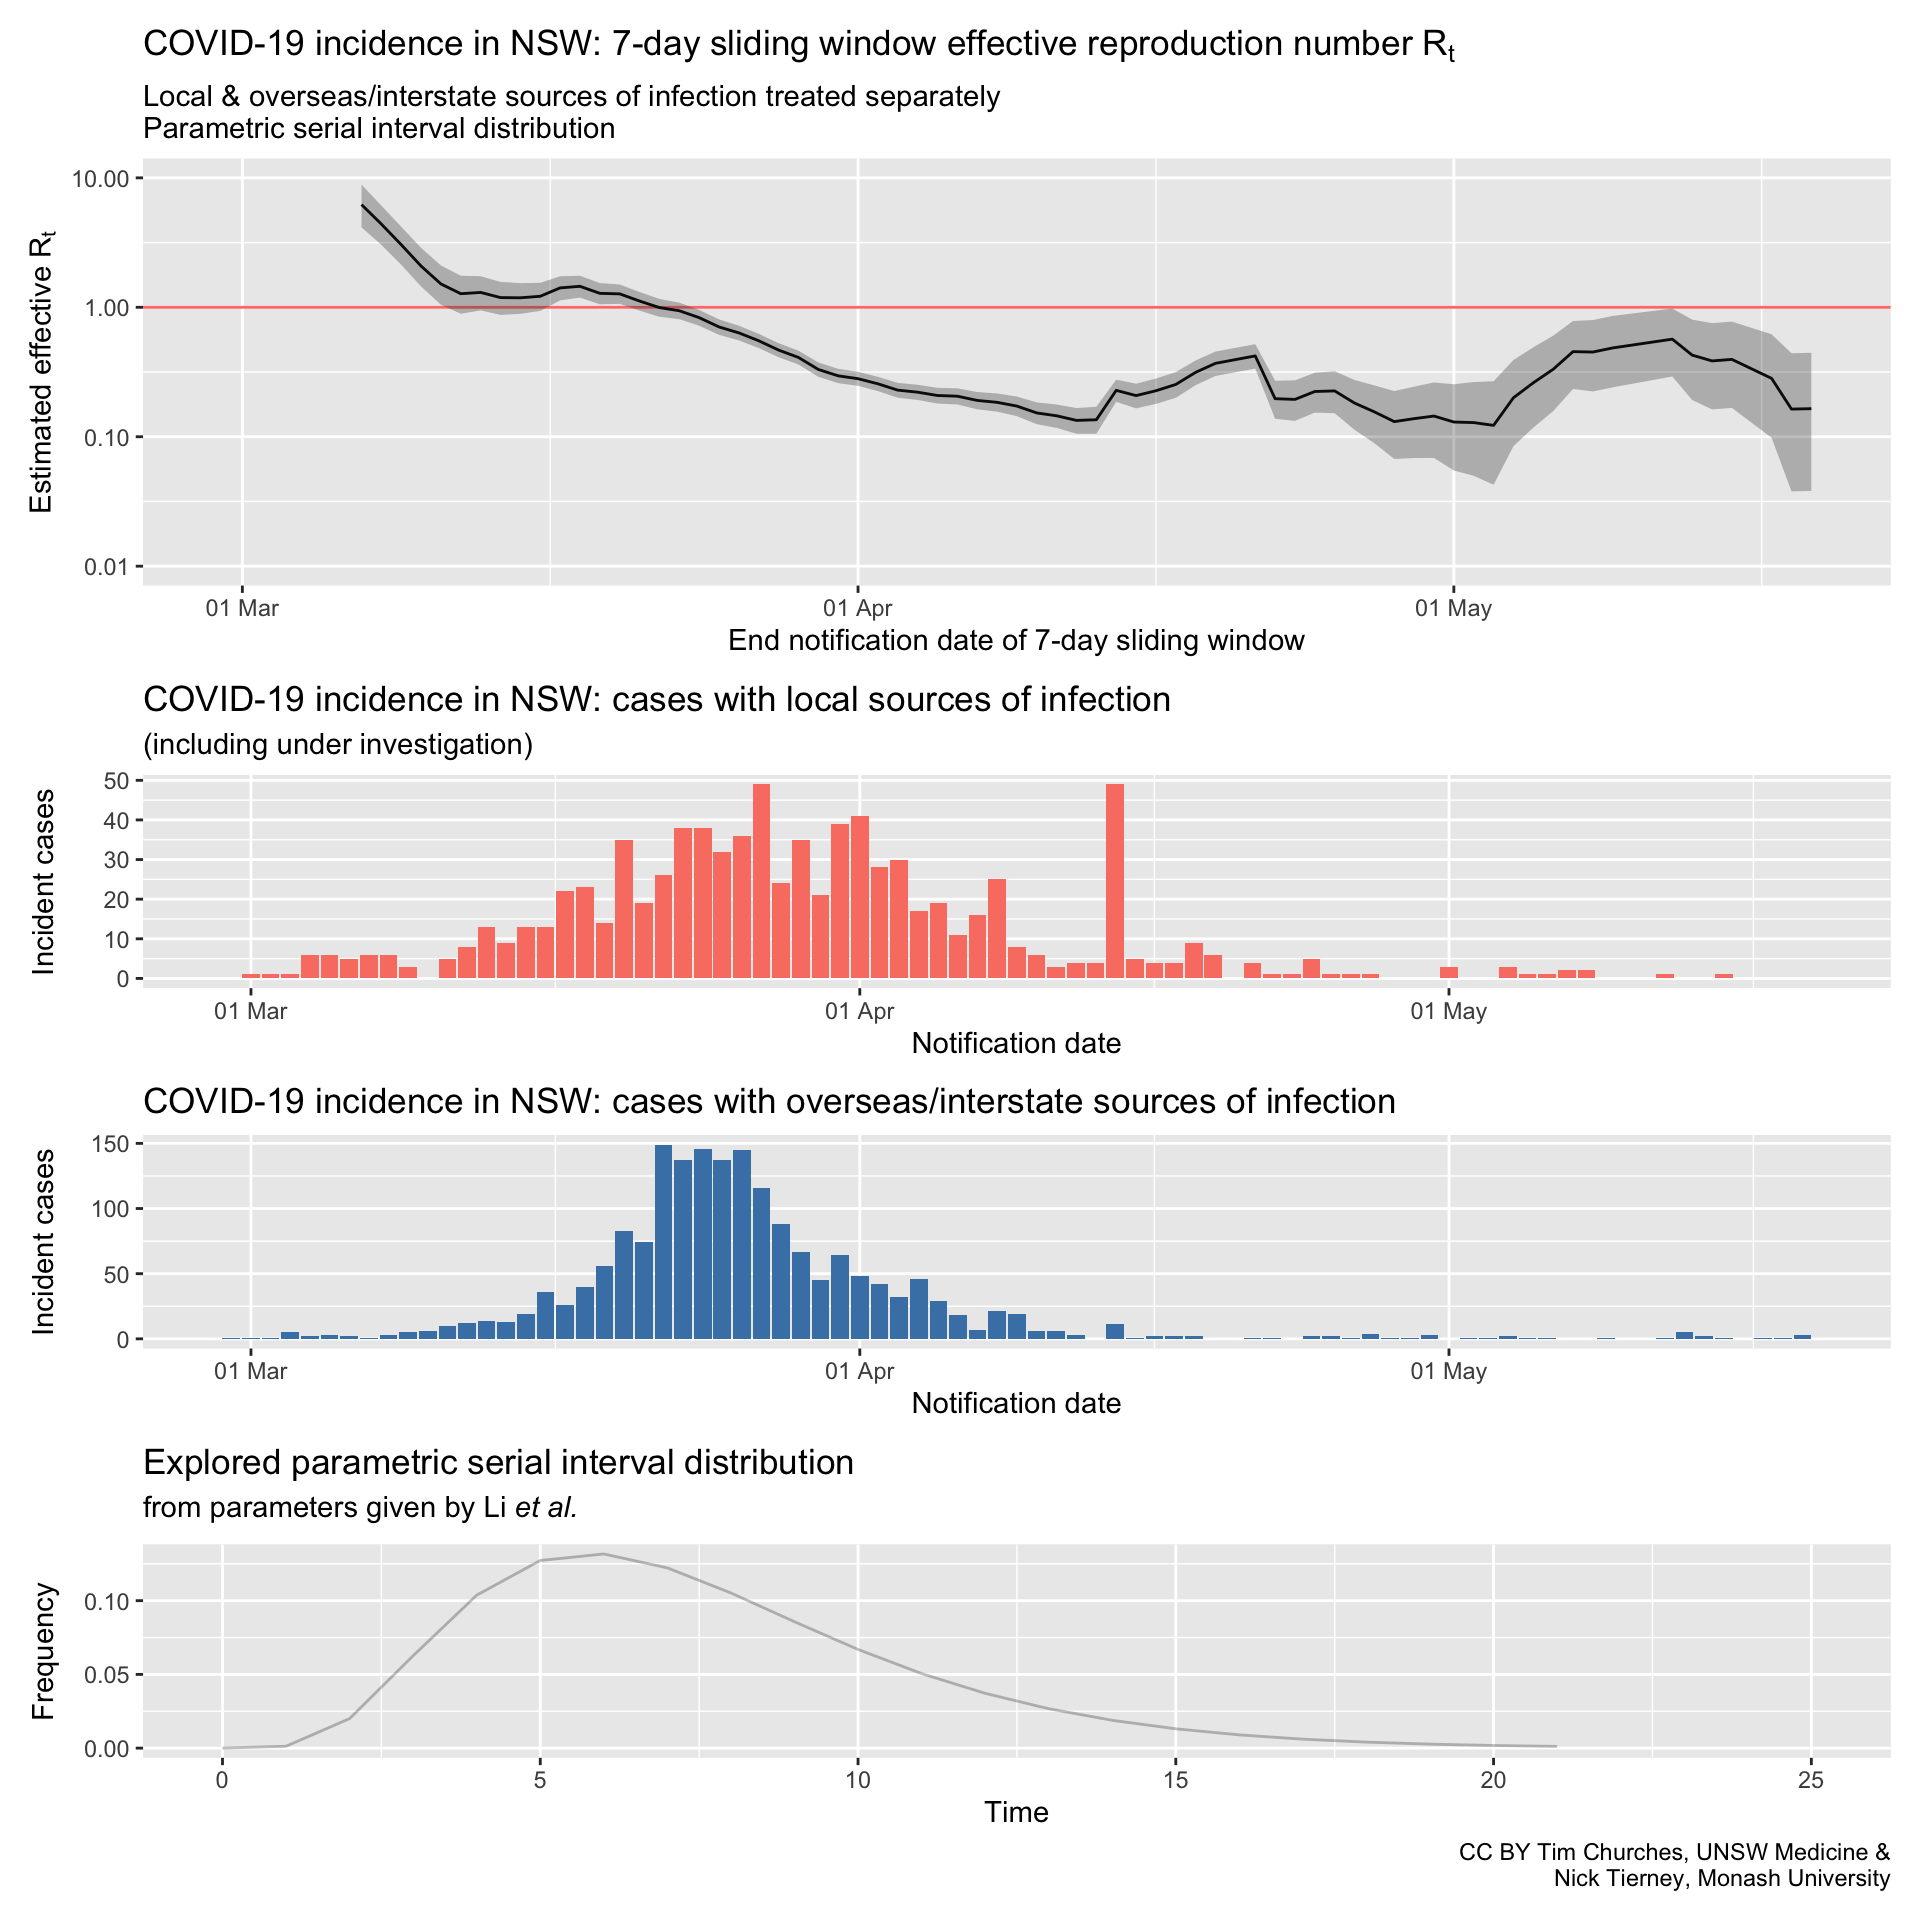 COVID-19 incidence in NSW: 7-day sliding window effective reproduction number Rt
Local & overseas/interstate sources of infection treated separately
Parametric serial interval distribution
Estimated effective Rt
10.00
1.00
0.10
0.01
01 Mar
01 Apr
01 May
End notification date of 7-day sliding window
COVID-19 incidence in NSW: cases with local sources of infection
(including under investigation)
Incident cases
50
40
30
20
10
0
01 Mar
01 Apr
01 May
Notification date
COVID-19 incidence in NSW: cases with overseas/interstate sources of infection
Incident cases
150
100
50
0
01 Mar
01 Apr
01 May
Notification date
Explored parametric serial interval distribution
from parameters given by Li et al.
Frequency
0.10
0.05
0.00
0
5
10
15
20
25
Time
CC BY Tim Churches, UNSW Medicine &
Nick Tierney, Monash University